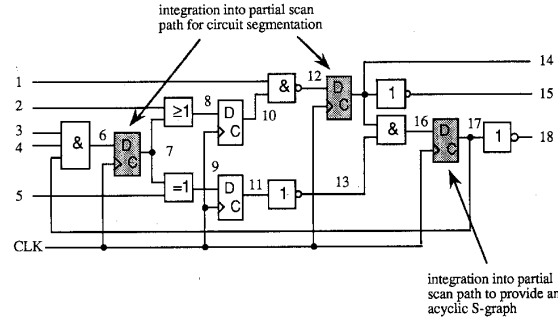 integration into partial scan
path for circuit segmentation
1
2
3
4
5
6
7
8
9
10
11
12
13
14
15
16
17
18
&
≥1
=1
&
&
1
1
1
D
C
D
C
D
C
D
C
D
C
CLK
integration into partial
scan path to provide an
acyclic S-graph